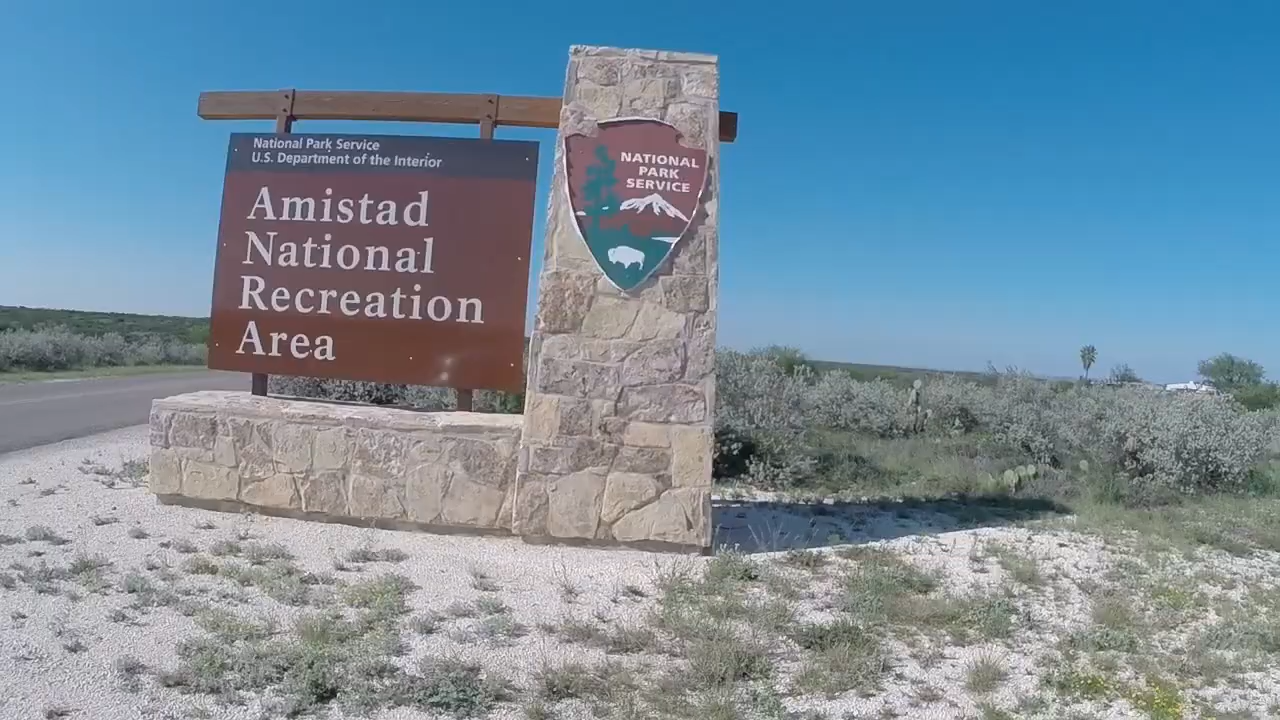 National Park Service
U.S. Department of the Interior
Amistad
National
Recreation
Area
NATIONAL
PARK
SERVICE